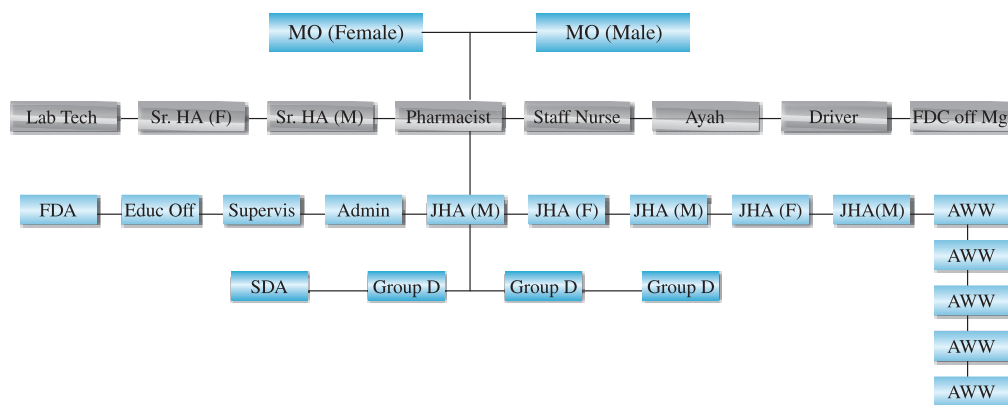 MO (Female)
MO (Male)
Lab Tech
Sr. HA (F)
Sr. HA (M)
Pharmacist
Staff Nurse
Ayah
Driver
FDC off Mg
FDA
Educ Off
Supervis
Admin
JHA (M)
JHA (F)
JHA (M)
JHA (F)
JHA(M)
AWW
AWW
SDA
Group D
Group D
Group D
AWW
AWW
AWW